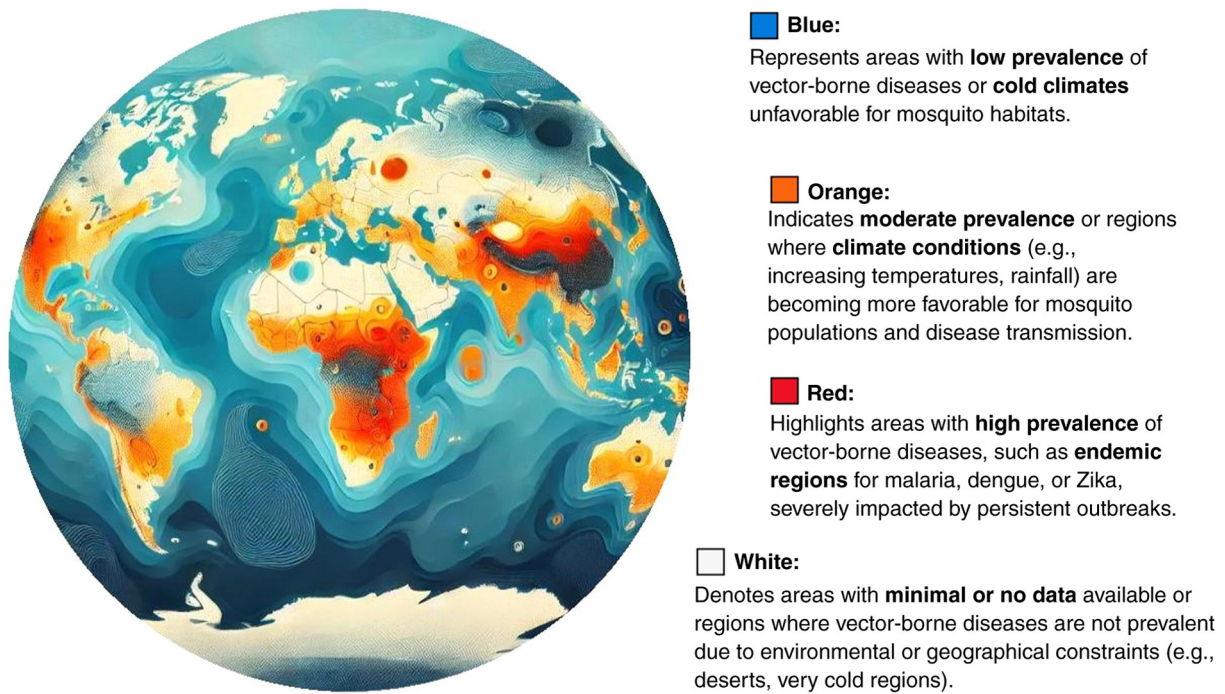 Blue:
Represents areas with low prevalence of
vector-borne diseases or cold climates
unfavorable for mosquito habitats.
Orange:
Indicates moderate prevalence or regions
where climate conditions (e.g.,
increasing temperatures, rainfall) are
becoming more favorable for mosquito
populations and disease transmission.
Red:
Highlights areas with high prevalence of
vector-borne diseases, such as endemic
regions for malaria, dengue, or Zika,
severely impacted by persistent outbreaks.
White:
Denotes areas with minimal or no data available or
regions where vector-borne diseases are not prevalent
due to environmental or geographical constraints (e.g.,
deserts, very cold regions).